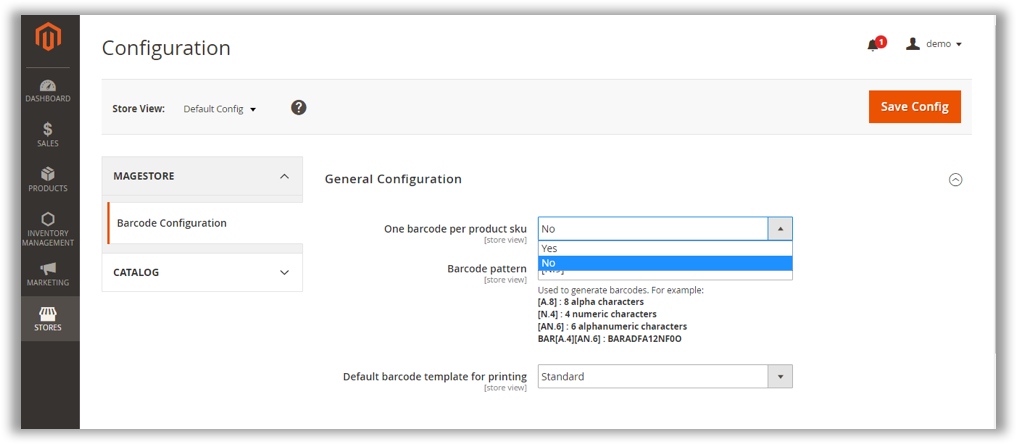 Configuration
1
demo
DASHBOARD
Store View:
Default Config
?
Save Config
$
SALES
MAGESTORE
General Configuration
PRODUCTS
Barcode Configuration
One barcode per product sku
[store view]
No
Yes
No
INVENTORY
MANAGEMENT
CATALOG
Barcode pattern
[store view]
MARKETING
Used to generate barcodes. For example:
[A.8] : 8 alpha characters
[N.4] : 4 numeric characters
[AN.6] : 6 alphanumeric characters
BAR[A.4][AN.6] : BARADFA12NF0O
STORES
Default barcode template for printing
[store view]
Standard